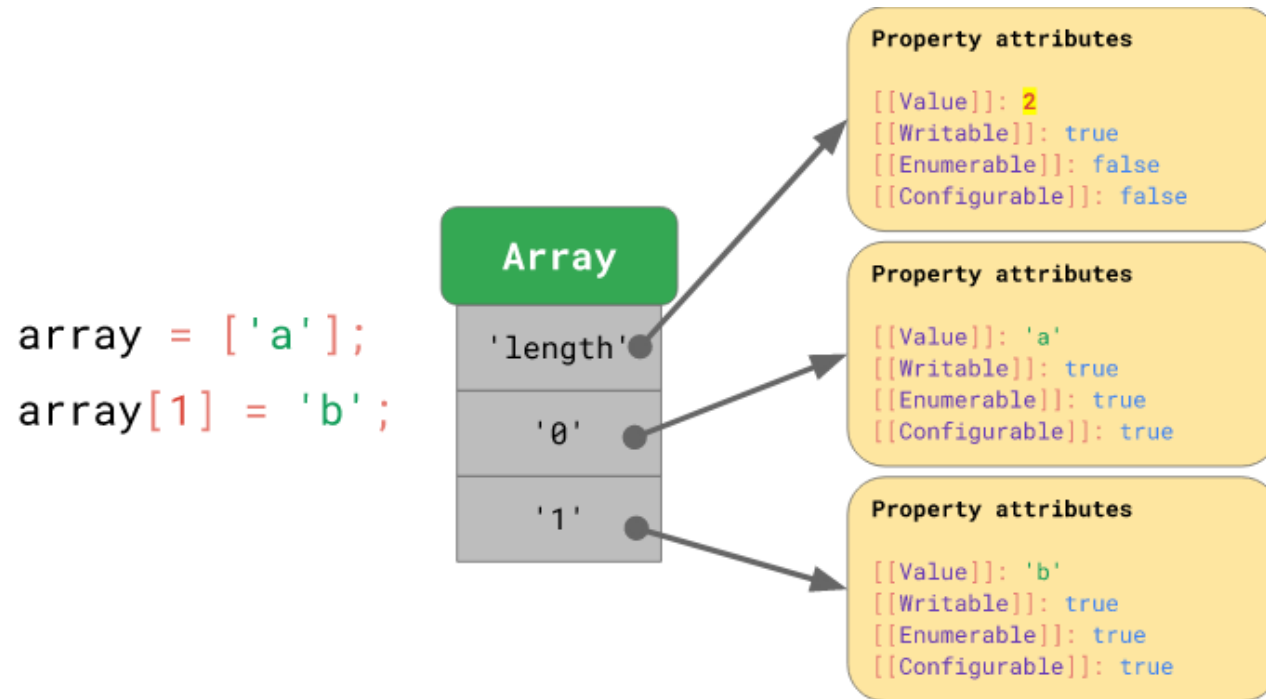 array = ['a'];
array[1] = 'b';
Array
'length'
'0'
'1'
Property attributes
[[Value]]: 2
[[Writable]]: true
[[Enumerable]]: false
[[Configurable]]: false
Property attributes
[[Value]]: 'a'
[[Writable]]: true
[[Enumerable]]: true
[[Configurable]]: true
Property attributes
[[Value]]: 'b'
[[Writable]]: true
[[Enumerable]]: true
[[Configurable]]: true